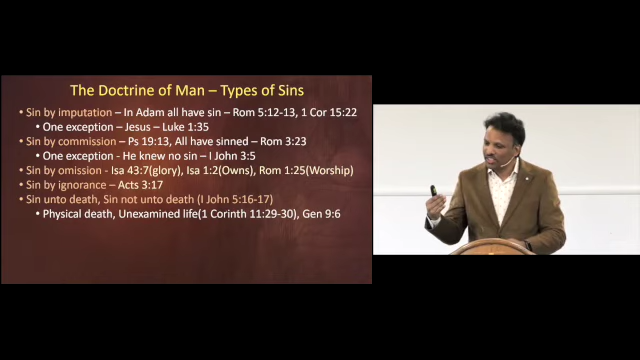 The Doctrine of Man – Types of Sins
• Sin by imputation – In Adam all have sin – Rom 5:12-13, 1 Cor 15:22
• One exception – Jesus – Luke 1:35
• Sin by commission – Ps 19:13, All have sinned – Rom 3:23
• One exception - He knew no sin – I John 3:5
• Sin by omission - Isa 43:7(glory), Isa 1:2(Owns), Rom 1:25(Worship)
• Sin by ignorance – Acts 3:17
• Sin unto death, Sin not unto death (I John 5:16-17)
• Physical death, Unexamined life(1 Corinth 11:29-30), Gen 9:6